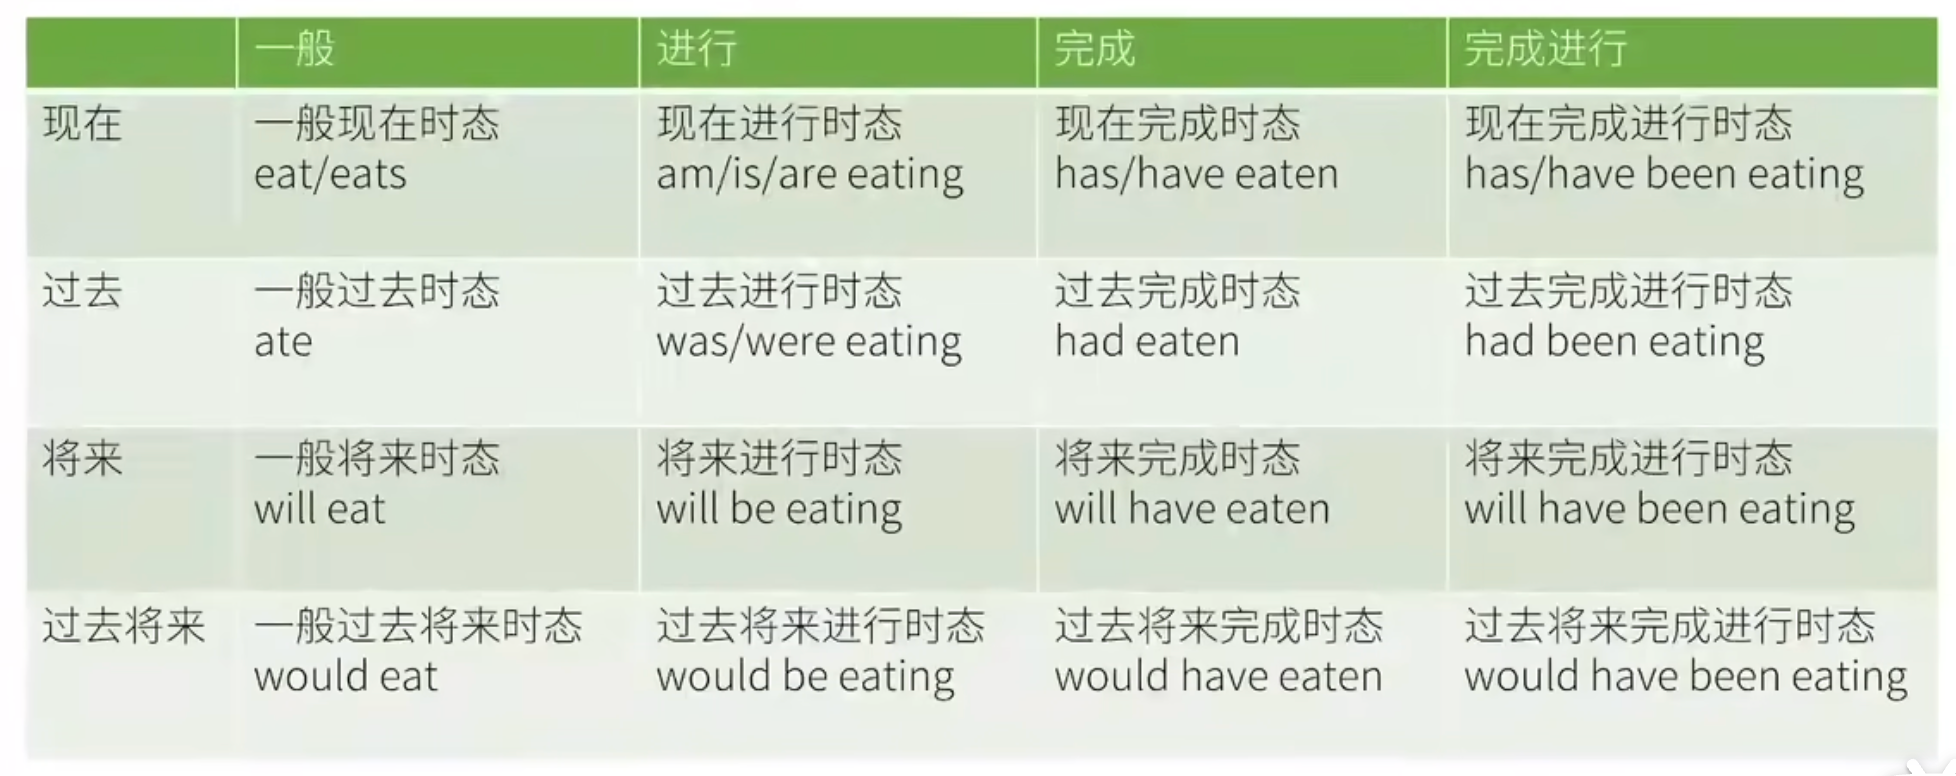 一般 进行 完成 完成进行
现在 一般现在时态 现在进行时态 现在完成时态 现在完成进行时态
eat/eats am/is/are eating has/have eaten has/have been eating
过去 一般过去时态 过去进行时态 过去完成时态 过去完成进行时态
ate was/were eating had eaten had been eating
将来 一般将来时态 将来进行时态 将来完成时态 将来完成进行时态
will eat will be eating will have eaten will have been eating
过去将来 一般过去将来时态 过去将来进行时态 过去将来完成时态 过去将来完成进行时态
would eat would be eating would have eaten would have been eating